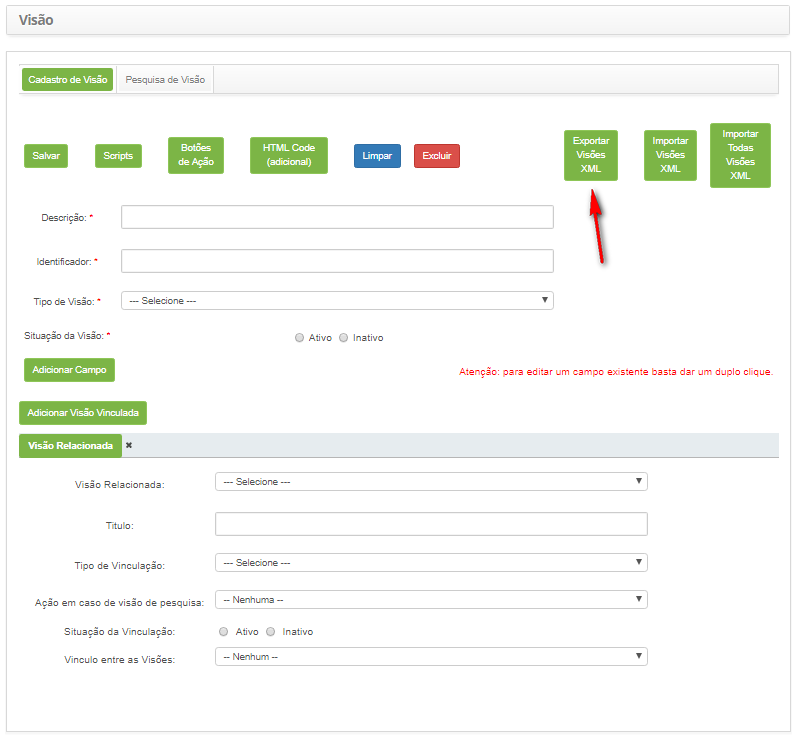 Visão
Cadastro de Visão
Pesquisa de Visão
Salvar
Scripts
Botões
de Ação
HTML Code
(adicional)
Limpar
Excluir
Exportar
Visões
XML
Importar
Visões
XML
Importar
Todas
Visões
XML
Descrição: *
Identificador: *
Tipo de Visão: *
--- Selecione ---
Situação da Visão: *
Ativo
Inativo
Adicionar Campo
Atenção: para editar um campo existente basta dar um duplo clique.
Adicionar Visão Vinculada
Visão Relacionada
Visão Relacionada:
--- Selecione ---
Titulo:
Tipo de Vinculação:
--- Selecione ---
Ação em caso de visão de pesquisa:
-- Nenhuma --
Situação da Vinculação:
Ativo
Inativo
Vinculo entre as Visões:
-- Nenhum --